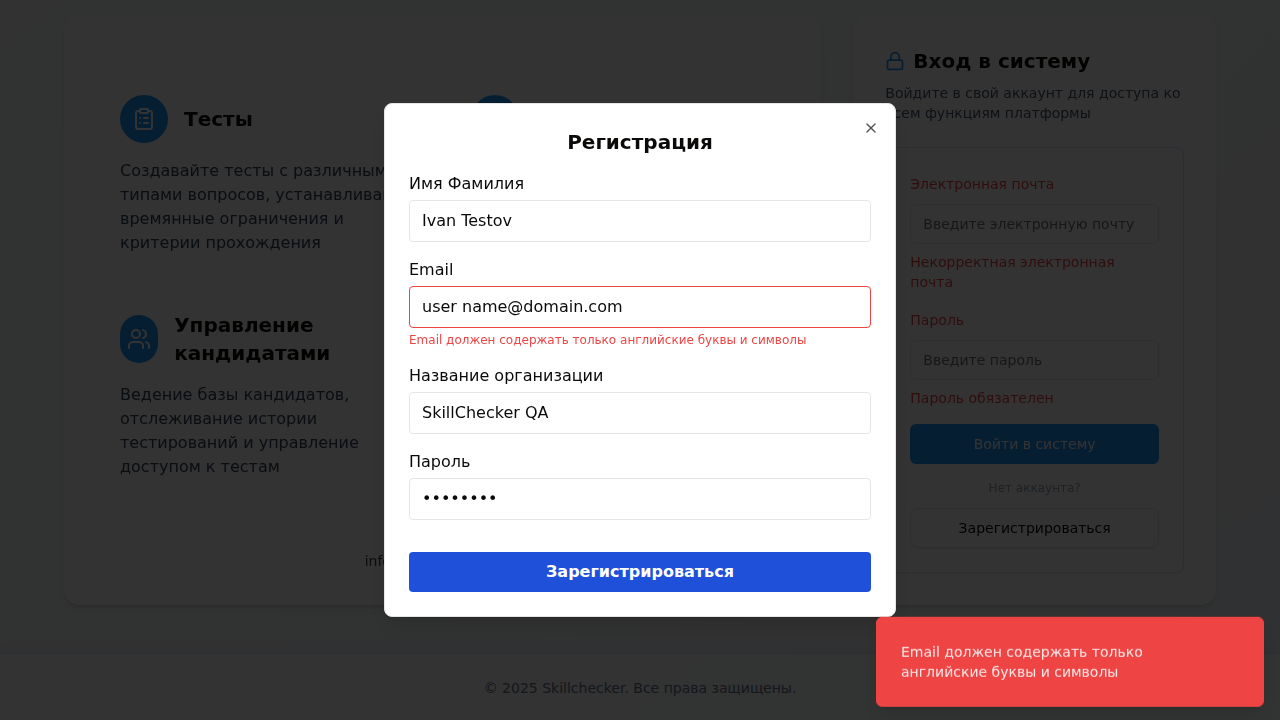 Тесты
Создавайте тесты с различным
типами вопросов, устанавлива
времянные ограничения и
критерии прохождения
Управление
кандидатами
Ведение базы кандидатов,
отслеживание истории
тестирований и управление
доступом к тестам
info
Регистрация
Имя Фамилия
Ivan Testov
Email
user name@domain.com
Email должен содержать только английские буквы и символы
Название организации
SkillChecker QA
Пароль
••••••••
Зарегистрироваться
Вход в систему
Войдите в свой аккаунт для доступа ко
всем функциям платформы
Электронная почта
Введите электронную почту
Некорректная электронная
почта
Пароль
Введите пароль
Пароль обязателен
Войти в систему
Нет аккаунта?
Зарегистрироваться
Email должен содержать только
английские буквы и символы
© 2025 Skillchecker. Все права защищены.